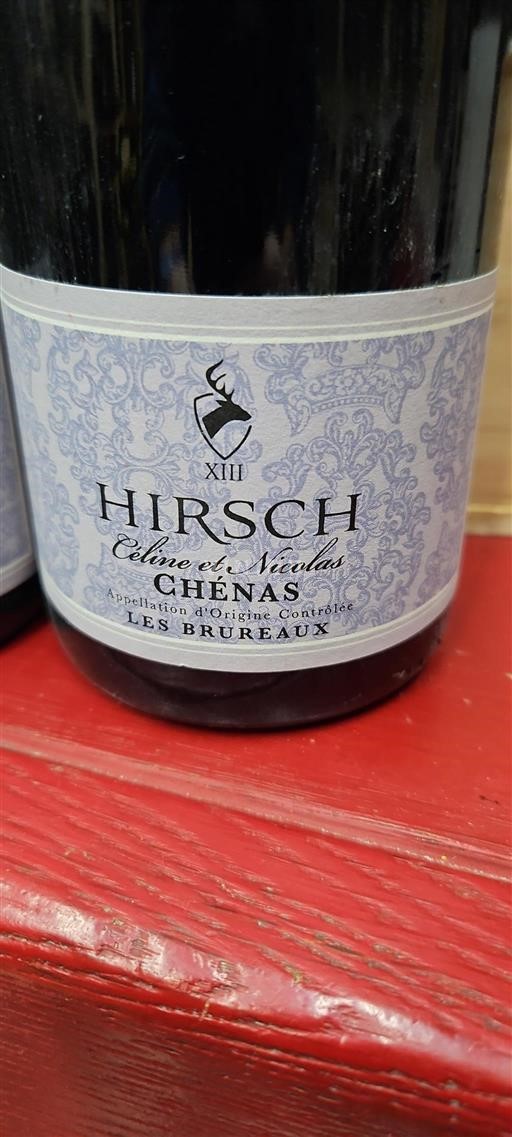 XIII
HIRSCH
Céline et Nicolas
CHÉNAS
Appellation d'Origine Contrôlée
LES BRUREAUX